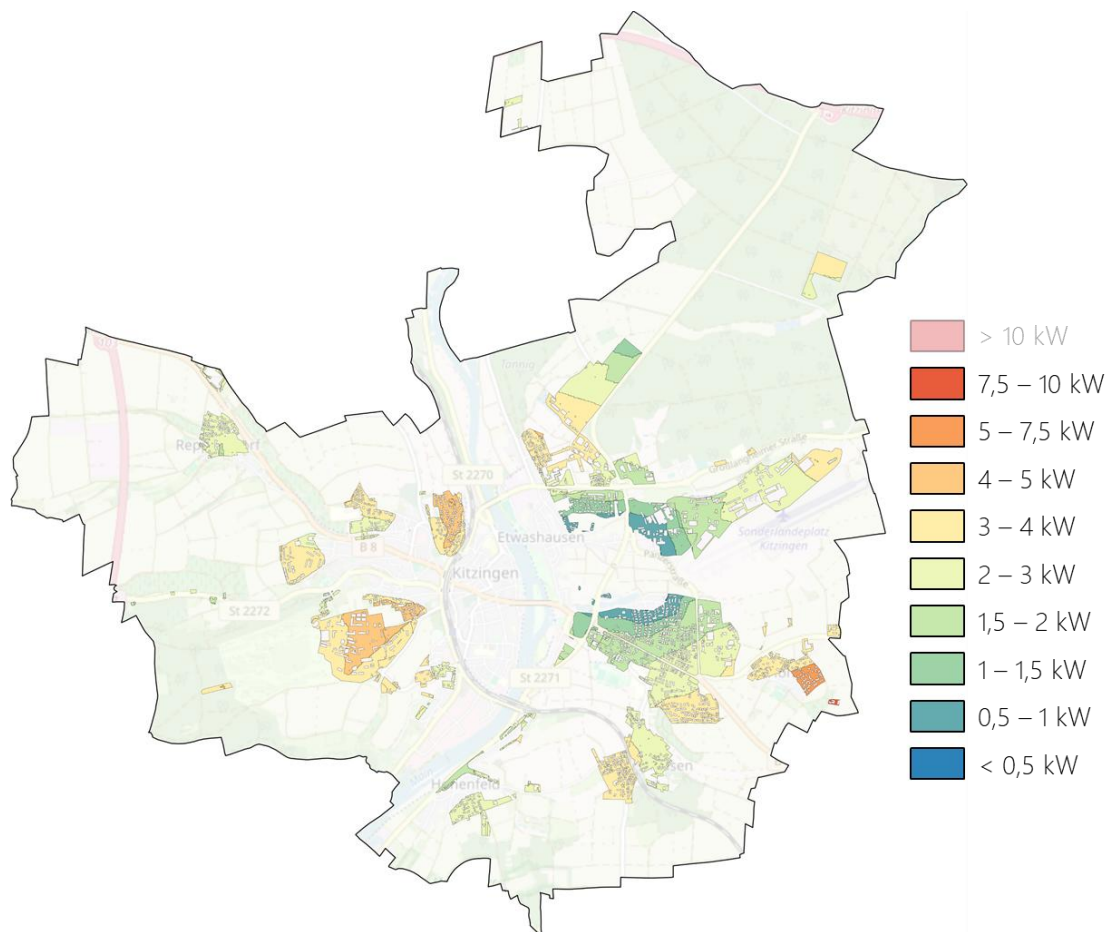 St 2270
Etwashausen
Sonderlandeplatz
Kitzingen
B 8
Kitzingen
St 2272
St 2271
> 10 kW
7,5 – 10 kW
5 – 7,5 kW
4 – 5 kW
3 – 4 kW
2 – 3 kW
1,5 – 2 kW
1 – 1,5 kW
0,5 – 1 kW
< 0,5 kW